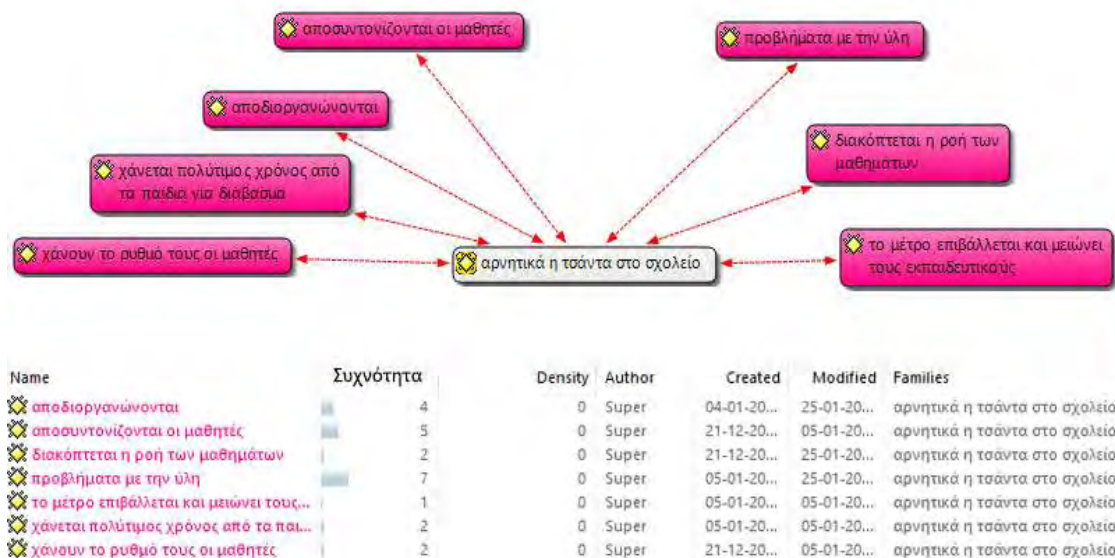 αποσυντονίζονται οι μαθητές
προβλήματα με την ύλη
αποδιοργανώνονται
διακόπτεται η ροή των
μαθημάτων
χάνεται πολύτιμος χρόνος από
τα παιδια για διάβασμα
χάνουν το ρυθμό τους οι μαθητές
αρνητικά η τσάντα στο σχολείο
το μέτρο επιβάλλεται και μειώνει
τους εκπαιδευτικούς
Name Συχνότητα Density Author Created Modified Families
αποδιοργανώνονται 4 0 Super 04-01-20... 25-01-20... αρνητικά η τσάντα στο σχολείο
αποσυντονίζονται οι μαθητές 5 0 Super 21-12-20... 05-01-20... αρνητικά η τσάντα στο σχολείο
διακόπτεται η ροή των μαθημάτων 2 0 Super 21-12-20... 25-01-20... αρνητικά η τσάντα στο σχολείο
προβλήματα με την ύλη 7 0 Super 05-01-20... 25-01-20... αρνητικά η τσάντα στο σχολείο
το μέτρο επιβάλλεται και μειώνει τους... 1 0 Super 05-01-20... 05-01-20... αρνητικά η τσάντα στο σχολείο
χάνεται πολύτιμος χρόνος από τα παι... 2 0 Super 05-01-20... 05-01-20... αρνητικά η τσάντα στο σχολείο
χάνουν το ρυθμό τους οι μαθητές 2 0 Super 21-12-20... 05-01-20... αρνητικά η τσάντα στο σχολείο